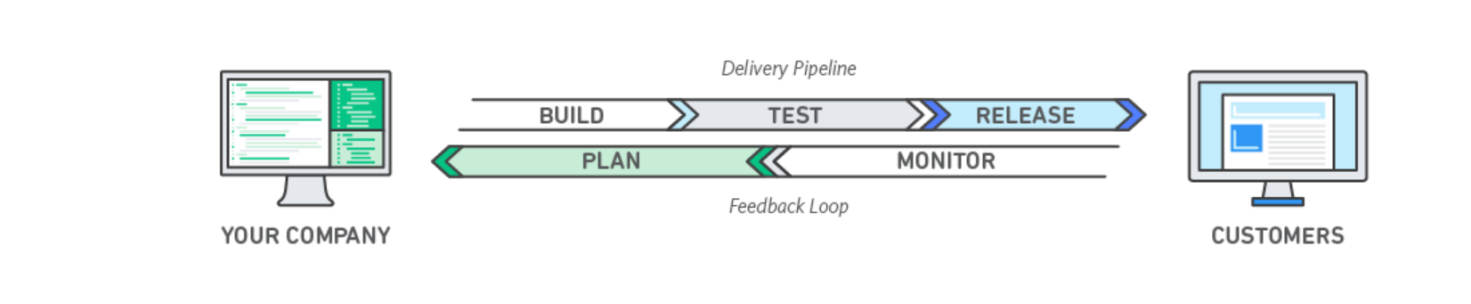 Delivery Pipeline
BUILD TEST RELEASE
PLAN MONITOR
Feedback Loop
YOUR COMPANY CUSTOMERS